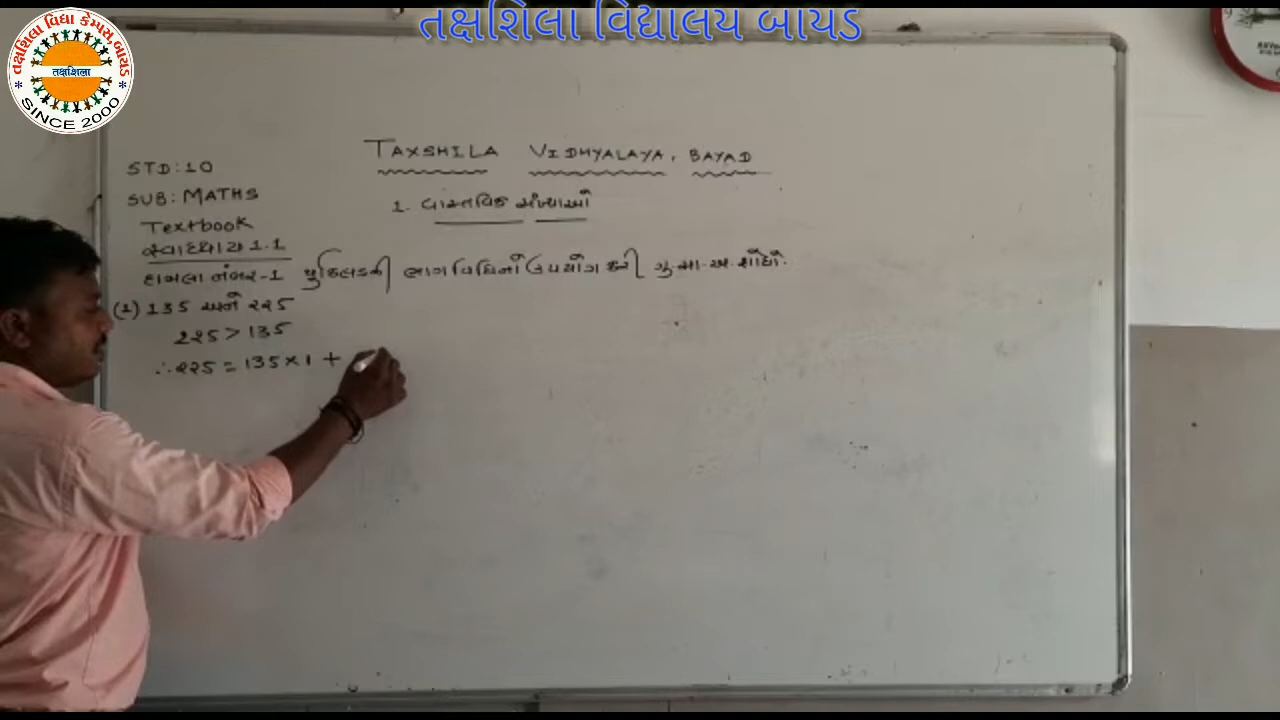 તક્ષશિલા વિદ્યાલય બાયડ
તક્ષશિલા વિદ્યા કેમ્પસ, બાયડ
તક્ષશિલા
* SINCE 2000 *
TAXSHILA VIDHYALAYA, BAYAD
STD:10
SUB: MATHS
1. વાસ્તવિક સંખ્યાઓ
Textbook
સ્વાધ્યાય 1.1
દાખલા નંબર-1 યુક્લિડની ભાગવિધિનો ઉપયોગ કરી ગુ.સા.અ. શોધો.
(1) 135 અને 225
225 > 135
∴ 225 = 135 × 1 +